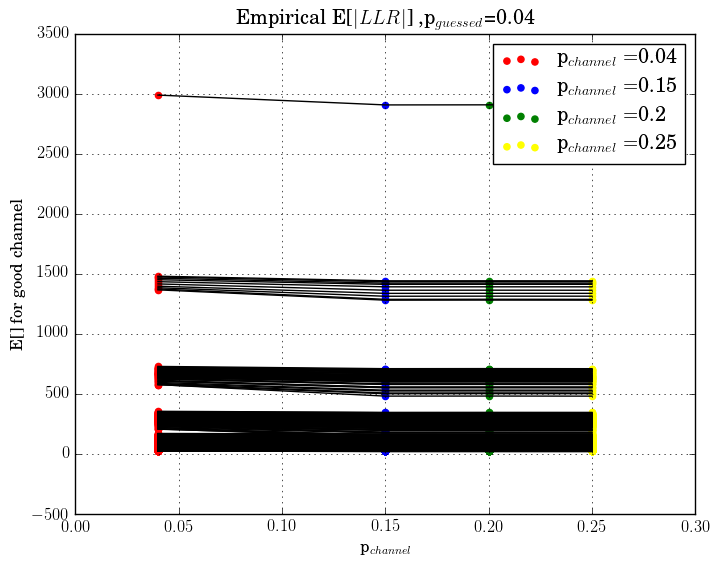 Empirical E[|LLR|] ,p_guessed=0.04
3500
3000
2500
2000
1500
1000
500
0
−500
E[] for good channel
p_channel =0.04
p_channel =0.15
p_channel =0.2
p_channel =0.25
0.00 0.05 0.10 0.15 0.20 0.25 0.30
p_channel